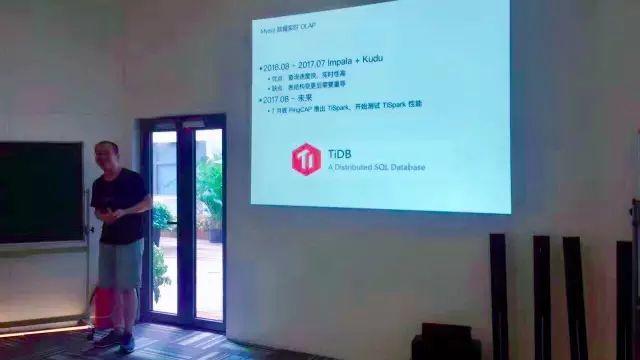 Mysql 数据实时 OLAP
•2016.08 ~ 2017.07 Impala + Kudu
• 优点：查询速度快，实时性高
• 缺点：表结构变更后需要重导
•2017.08 ~ 未来
• 7 月底 PingCAP 推出 TiSpark，开始测试 TiSpark 性能
Ti
TiDB
A Distributed SQL Database